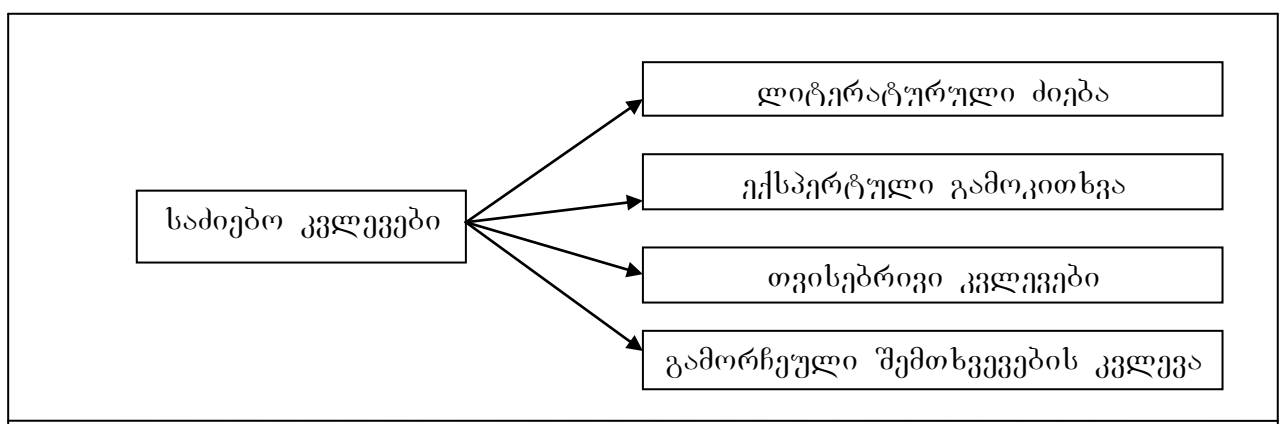 საძიებო კვლევები
ლიტერატურული ძიება
ექსპერტული გამოკითხვა
თვისებრივი კვლევები
გამორჩეული შემთხვევების კვლევა